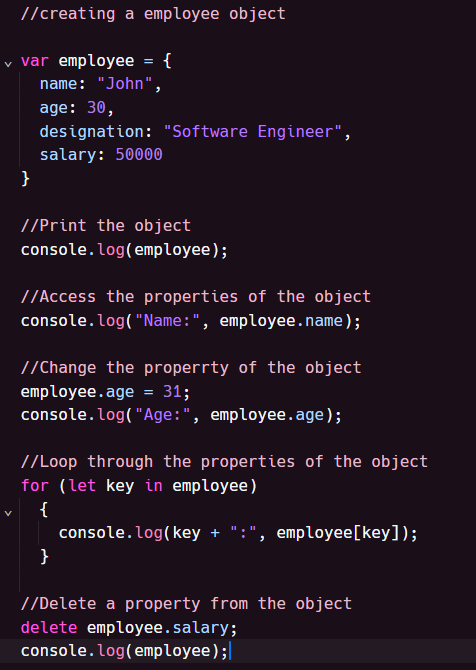 //creating a employee object
var employee = {
name: "John",
age: 30,
designation: "Software Engineer",
salary: 50000
}
//Print the object
console.log(employee);
//Access the properties of the object
console.log("Name:", employee.name);
//Change the properrty of the object
employee.age = 31;
console.log("Age:", employee.age);
//Loop through the properties of the object
for (let key in employee)
{
console.log(key + ":", employee[key]);
}
//Delete a property from the object
delete employee.salary;
console.log(employee);